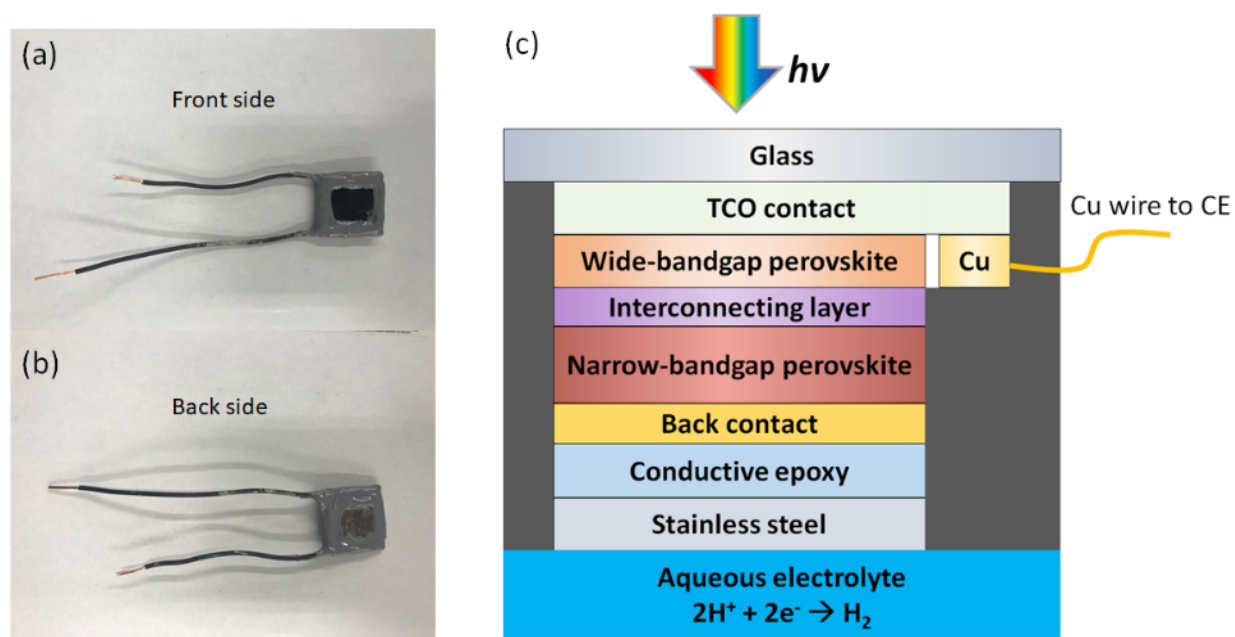 (a)
Front side
(b)
Back side
(c)
hν
Glass
TCO contact
Cu wire to CE
Wide-bandgap perovskite
Cu
Interconnecting layer
Narrow-bandgap perovskite
Back contact
Conductive epoxy
Stainless steel
Aqueous electrolyte
2H⁺ + 2e⁻ → H₂